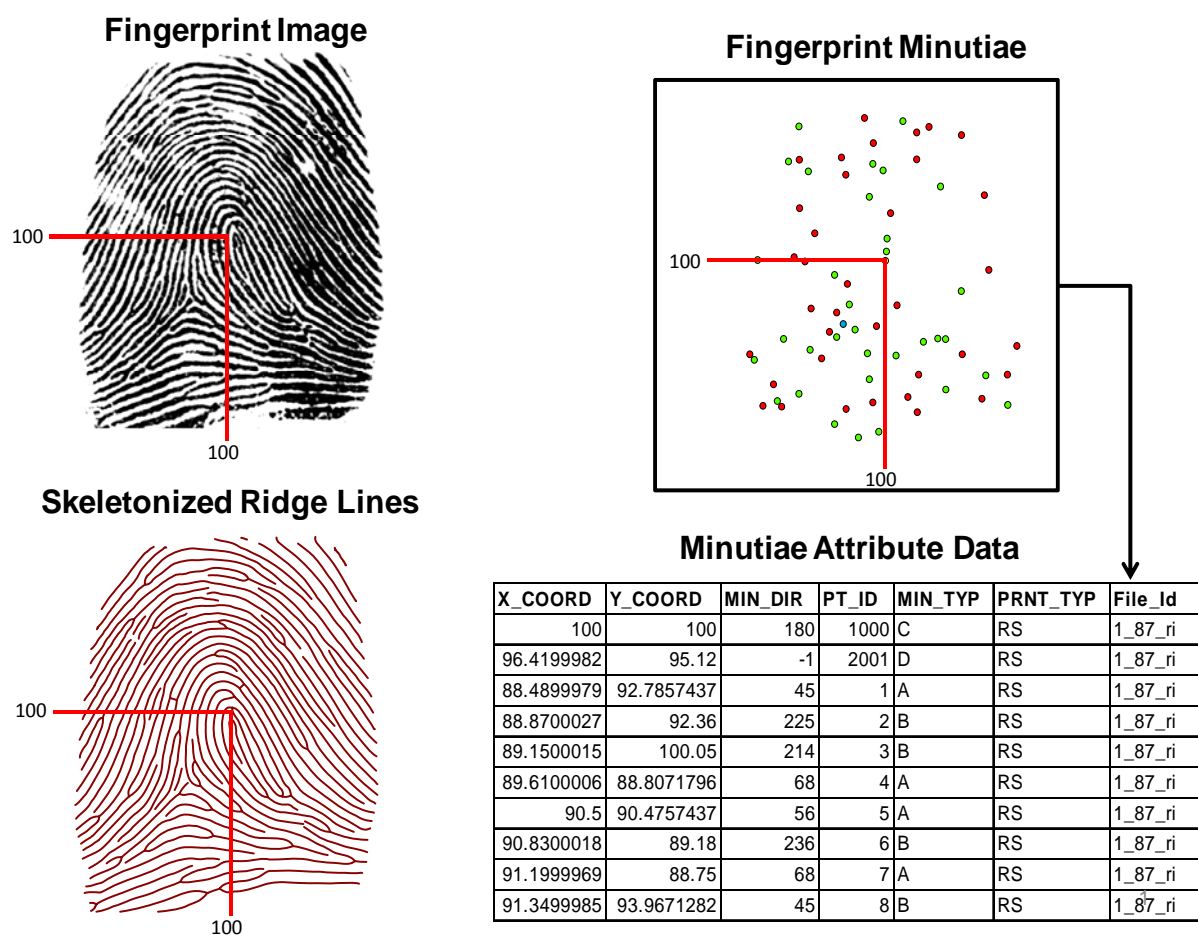 Fingerprint Image
100
100
Skeletonized Ridge Lines
100
100
Fingerprint Minutiae
100
100
Minutiae Attribute Data
X_COORD Y_COORD MIN_DIR PT_ID MIN_TYP PRNT_TYP File_Id
100 100 180 1000 C RS 1_87_ri
96.4199982 95.12 -1 2001 D RS 1_87_ri
88.4899979 92.7857437 45 1 A RS 1_87_ri
88.8700027 92.36 225 2 B RS 1_87_ri
89.1500015 100.05 214 3 B RS 1_87_ri
89.6100006 88.8071796 68 4 A RS 1_87_ri
90.5 90.4757437 56 5 A RS 1_87_ri
90.8300018 89.18 236 6 B RS 1_87_ri
91.1999969 88.75 68 7 A RS 1_87_ri
91.3499985 93.9671282 45 8 B RS 1_87_ri
1